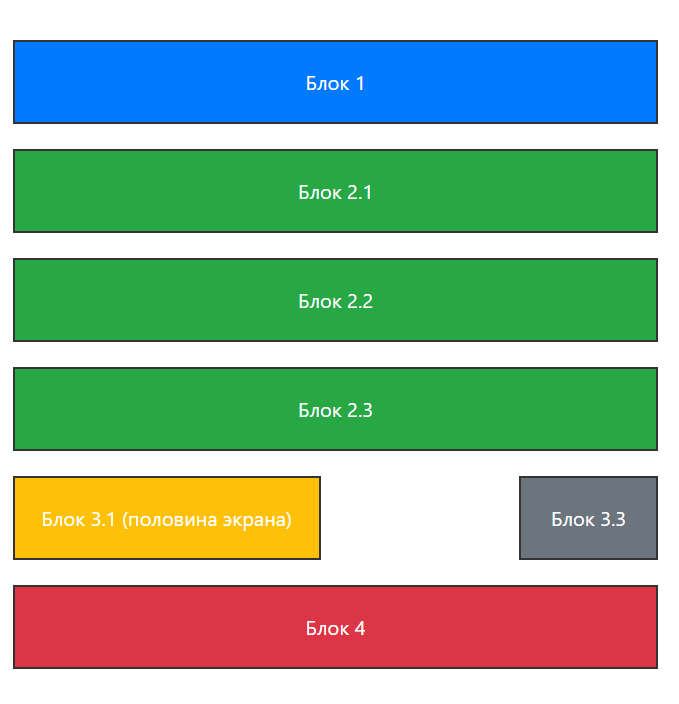 Блок 1
Блок 2.1
Блок 2.2
Блок 2.3
Блок 3.1 (половина экрана)
Блок 3.3
Блок 4